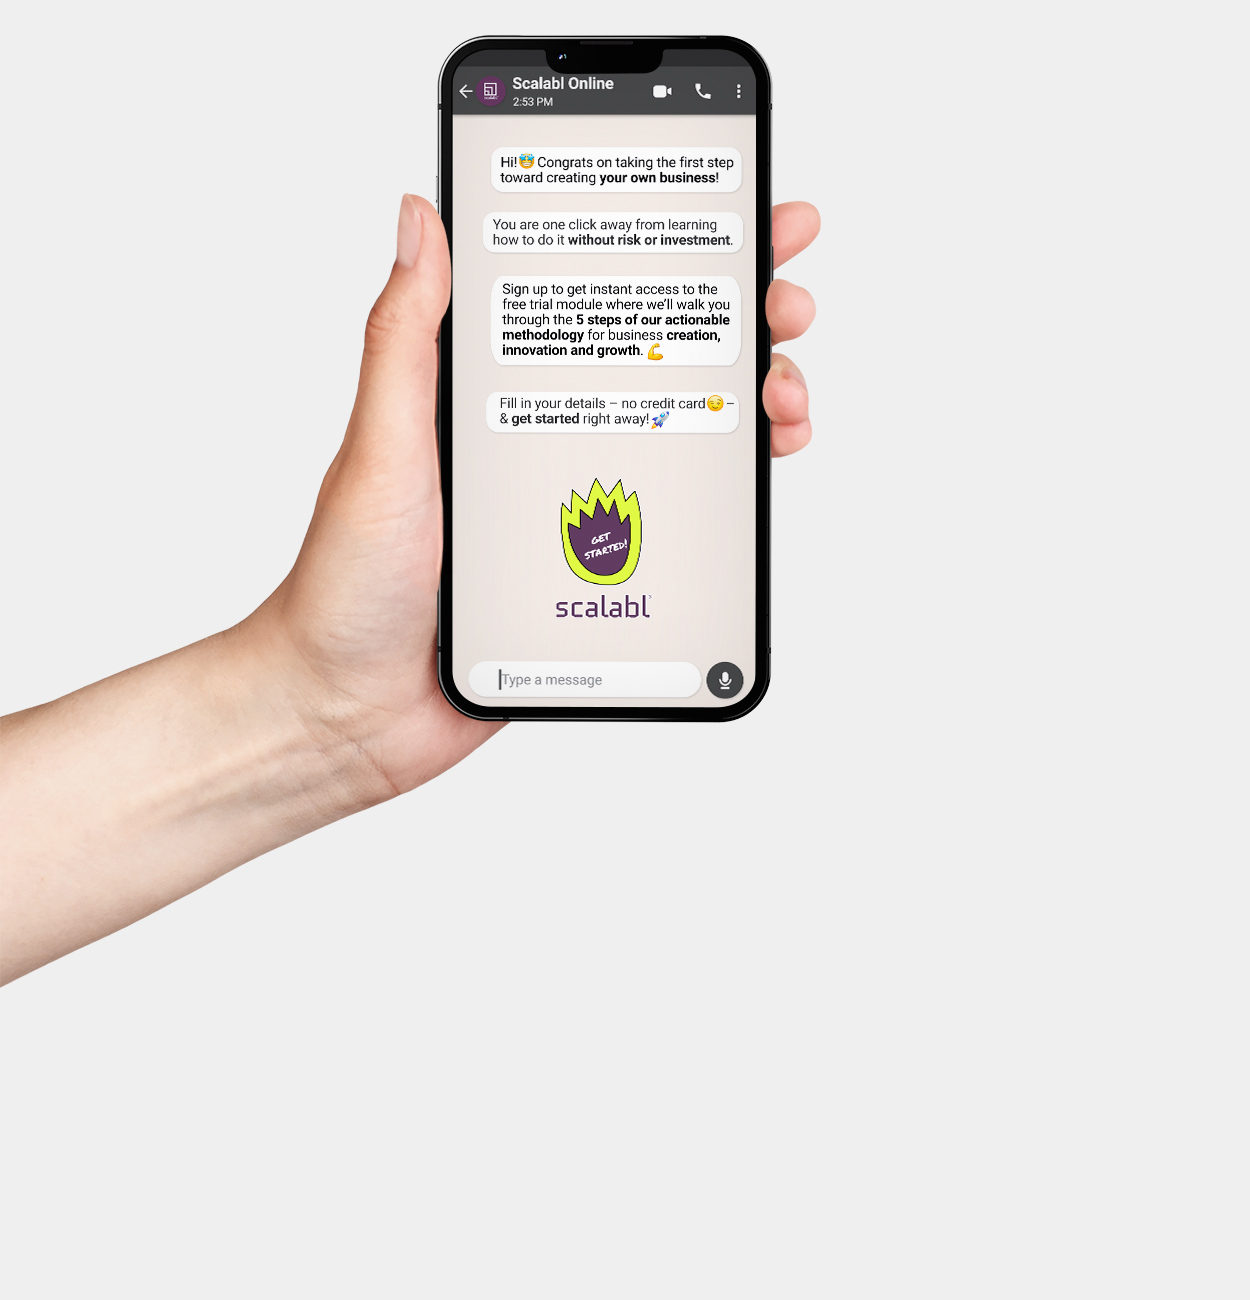 Scalabl Online
2:53 PM
Hi!🤓 Congrats on taking the first step
toward creating your own business!
You are one click away from learning
how to do it without risk or investment.
Sign up to get instant access to the
free trial module where we'll walk you
through the 5 steps of our actionable
methodology for business creation,
innovation and growth. 💪
Fill in your details – no credit card😏 –
& get started right away!🚀
GET
STARTED!
scalabl
Type a message